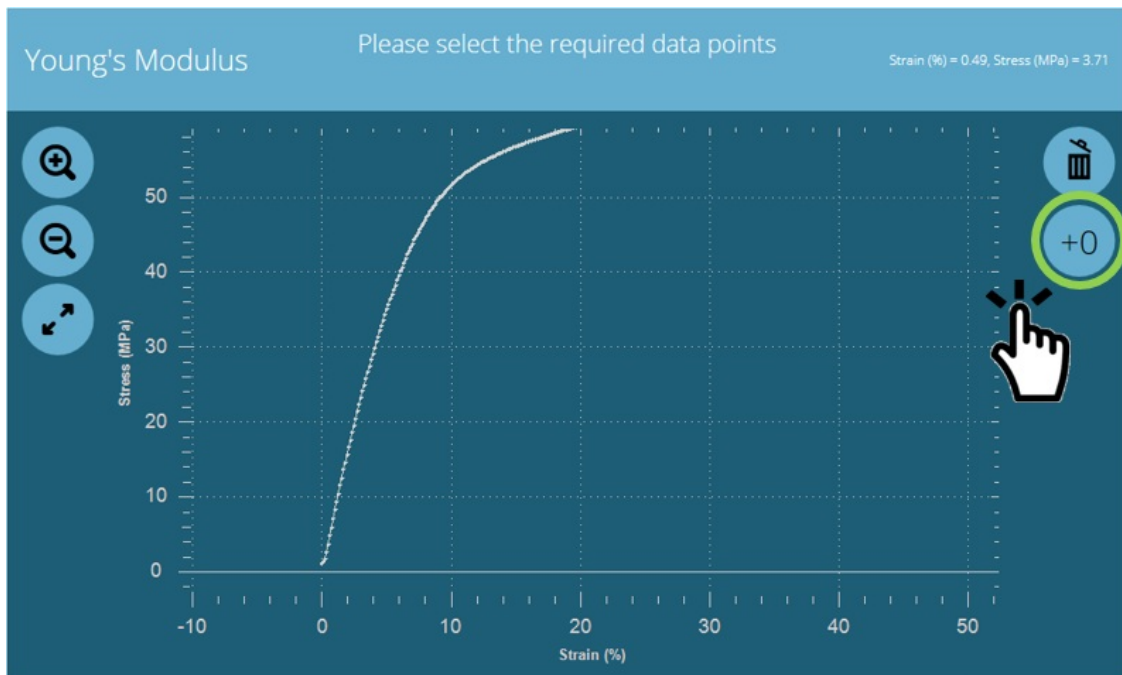 Young's Modulus
Please select the required data points
Strain (%) = 0.49, Stress (MPa) = 3.71
+0
Stress (MPa)
50
40
30
20
10
0
-10 0 10 20 30 40 50
Strain (%)